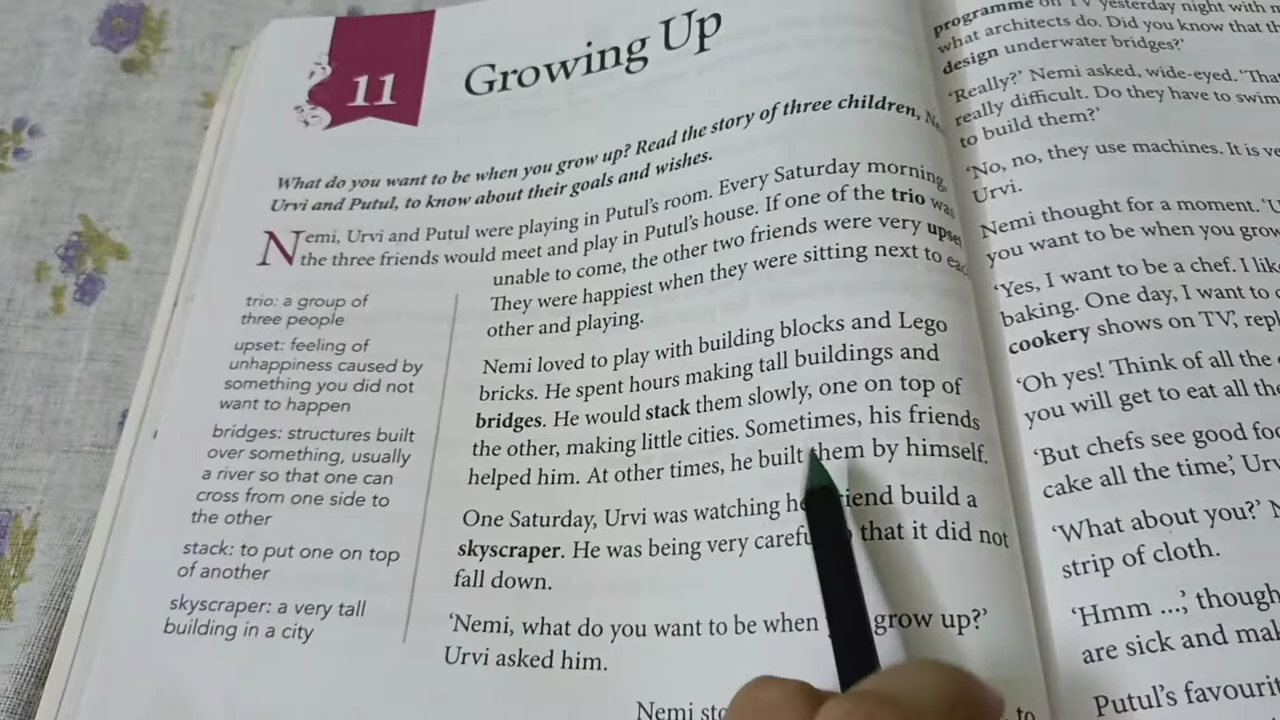 11
Growing Up
What do you want to be when you grow up? Read the story of three children,
Urvi and Putul, to know about their goals and wishes.
Nemi, Urvi and Putul were playing in Putul's room. Every Saturday morning,
the three friends would meet and play in Putul's house. If one of the trio was
unable to come, the other two friends were very upset.
They were happiest when they were sitting next to each
other and playing.
Nemi loved to play with building blocks and Lego
bricks. He spent hours making tall buildings and
bridges. He would stack them slowly, one on top of
the other, making little cities. Sometimes, his friends
helped him. At other times, he built them by himself.
One Saturday, Urvi was watching her friend build a
skyscraper. He was being very careful that it did not
fall down.
'Nemi, what do you want to be when grow up?'
Urvi asked him.
Nemi
to
trio: a group of
three people
upset: feeling of
unhappiness caused by
something you did not
want to happen
bridges: structures built
over something, usually
a river so that one can
cross from one side to
the other
stack: to put one on top
of another
skyscraper: a very tall
building in a city
programme on TV yesterday night with
what architects do. Did you know that
design underwater bridges?'
'Really?' Nemi asked, wide-eyed.
really difficult. Do they have to swim
to build them?'
'No, no, they use machines. It is
Urvi.
Nemi thought for a moment.
you want to be when you grow
'Yes, I want to be a chef. I
baking. One day, I want to
cookery shows on TV,'
'Oh yes! Think of all the
you will get to eat all
'But chefs see good
cake all the time,'
'What about you?'
strip of cloth.
'Hmm ...,'
are sick and
Putul's